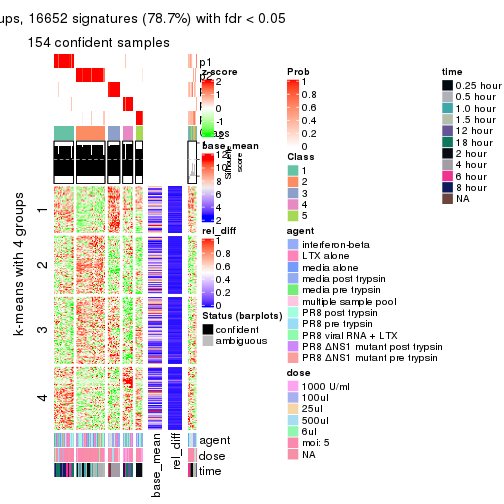 ups, 16652 signatures (78.7%) with fdr < 0.05
154 confident samples
p1
p2
Class
Silhouette
score
1
2
3
4
k-means with 4 groups
base_mean
rel_diff
agent
dose
time
z-score
2
1
0
-1
-2
base_mean
12
2
rel_diff
1
0.8
0.6
0.4
0.2
0
Status (barplots)
confident
ambiguous
Prob
1
0.8
0.6
0.4
0.2
0
Class
1
2
3
4
5
agent
interferon-beta
LTX alone
media alone
media post trypsin
media pre trypsin
multiple sample pool
PR8 post trypsin
PR8 pre trypsin
PR8 viral RNA + LTX
PR8 ΔNS1 mutant post trypsin
PR8 ΔNS1 mutant pre trypsin
dose
1000 U/ml
100ul
25ul
500ul
6ul
moi: 5
NA
time
0.25 hour
0.5 hour
1.0 hour
1.5 hour
12 hour
18 hour
2 hour
4 hour
6 hour
8 hour
NA